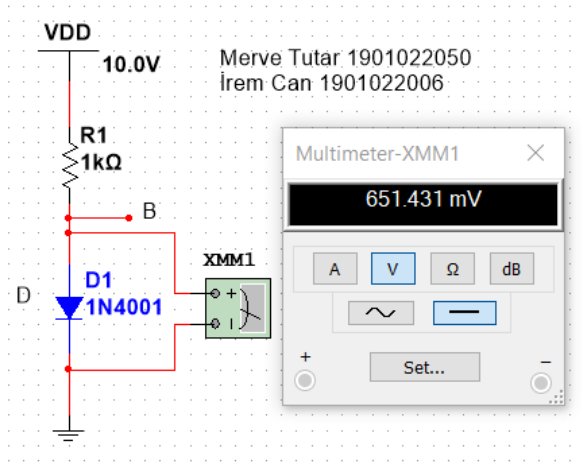 VDD
10.0V
Merve Tutar 1901022050
İrem Can 1901022006
R1
1kΩ
B
D
D1
1N4001
XMM1
+
Multimeter-XMM1
651.431 mV
A V Ω dB
+ Set... −